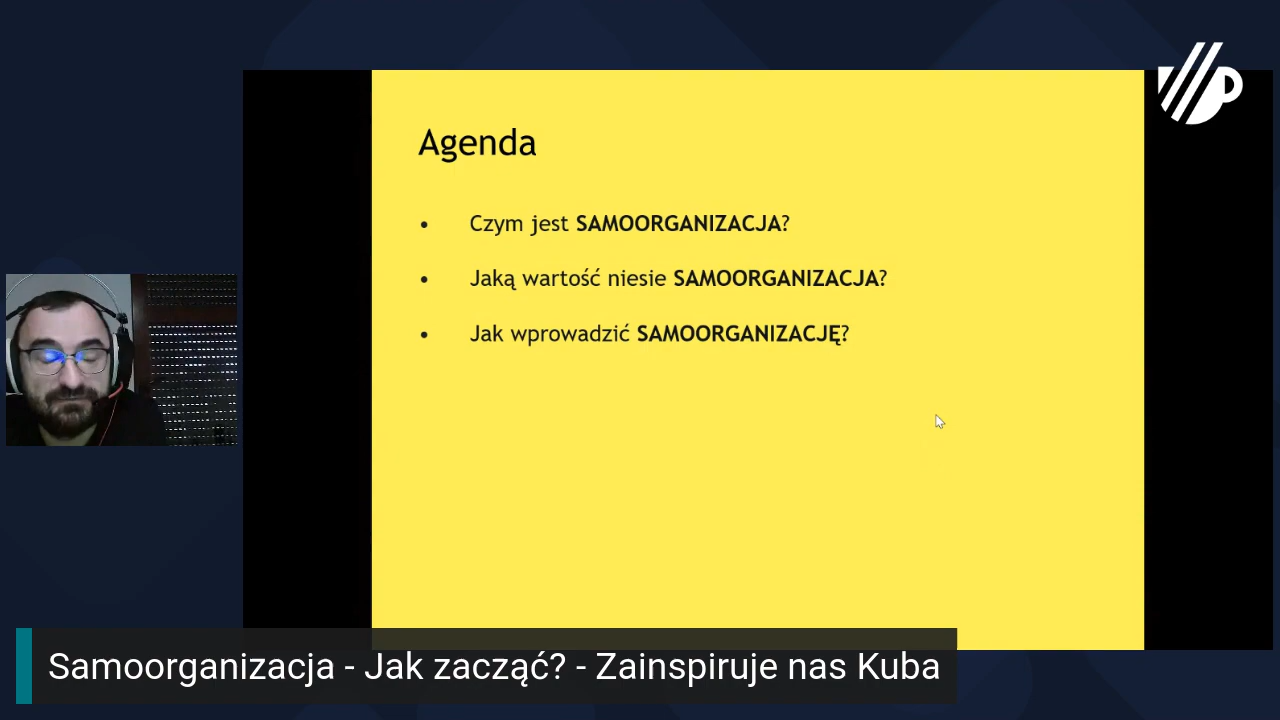 Agenda
• Czym jest SAMOORGANIZACJA?
• Jaką wartość niesie SAMOORGANIZACJA?
• Jak wprowadzić SAMOORGANIZACJĘ?
Samoorganizacja - Jak zacząć? - Zainspiruje nas Kuba